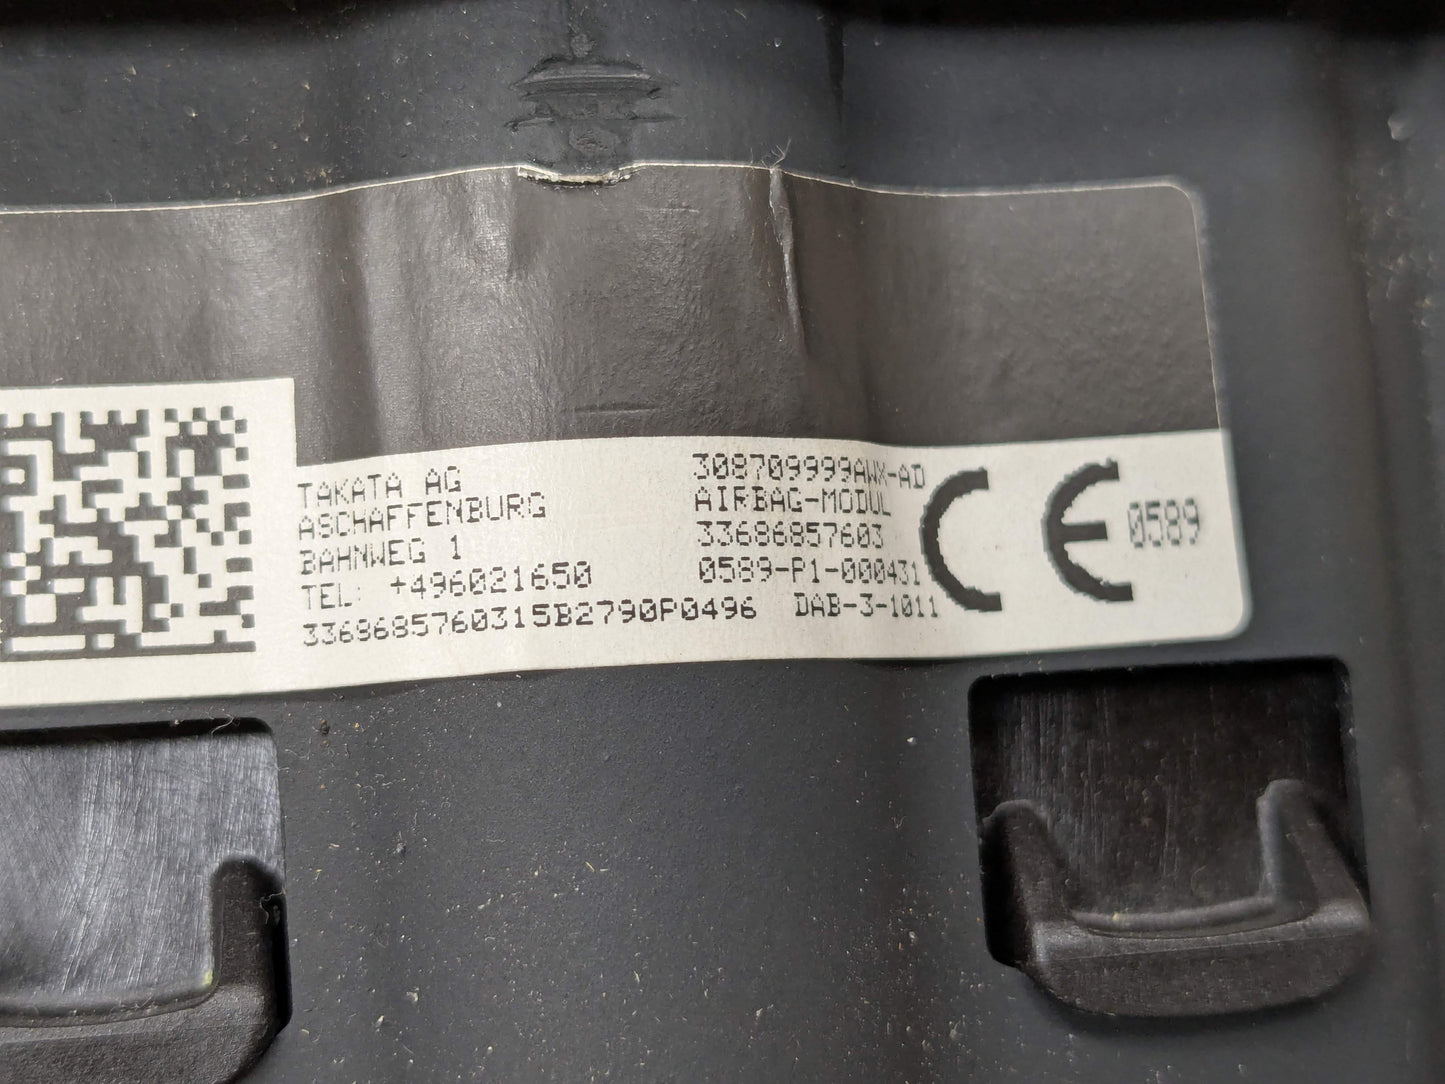 TAKATA AG
ASCHAFFENBURG
BAHNWEG 1
TEL: +496021650
3368685760315B2790P0496
308709999AWX-AD
AIRBAG-MODUL
33686857603
0589-P1-000431
DAB-3-1011
CE 0589